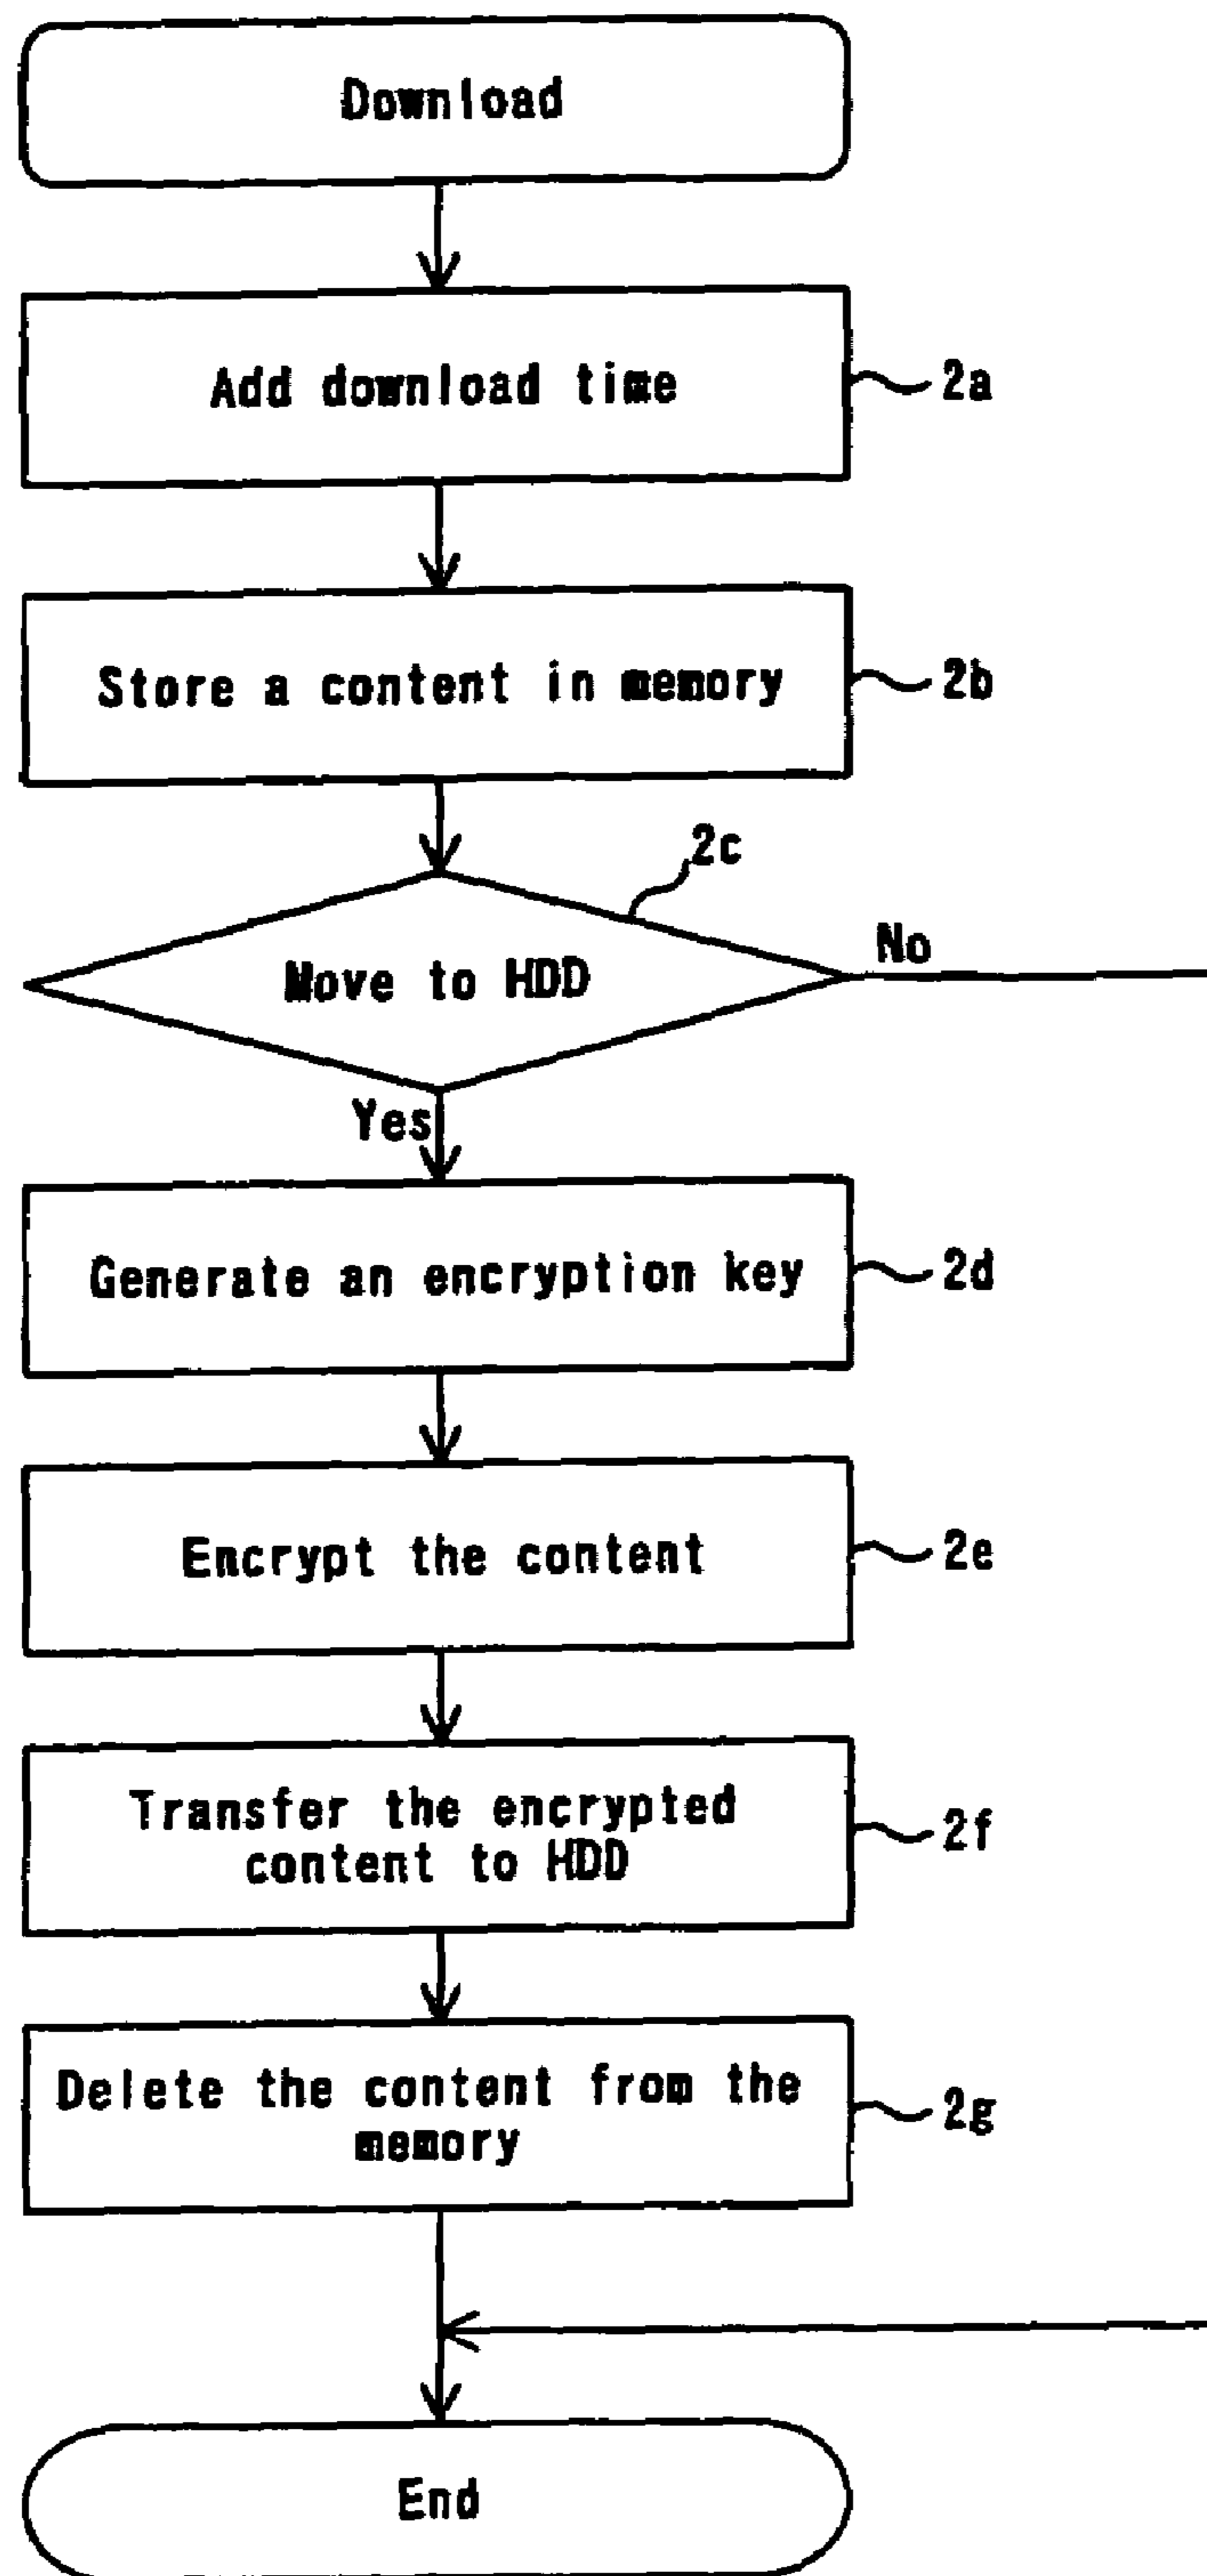 Download
Add download time
2a
Store a content in memory
2b
2c
Move to HDD
No
Yes
Generate an encryption key
2d
Encrypt the content
2e
Transfer the encrypted
content to HDD
2f
Delete the content from the
memory
2g
End